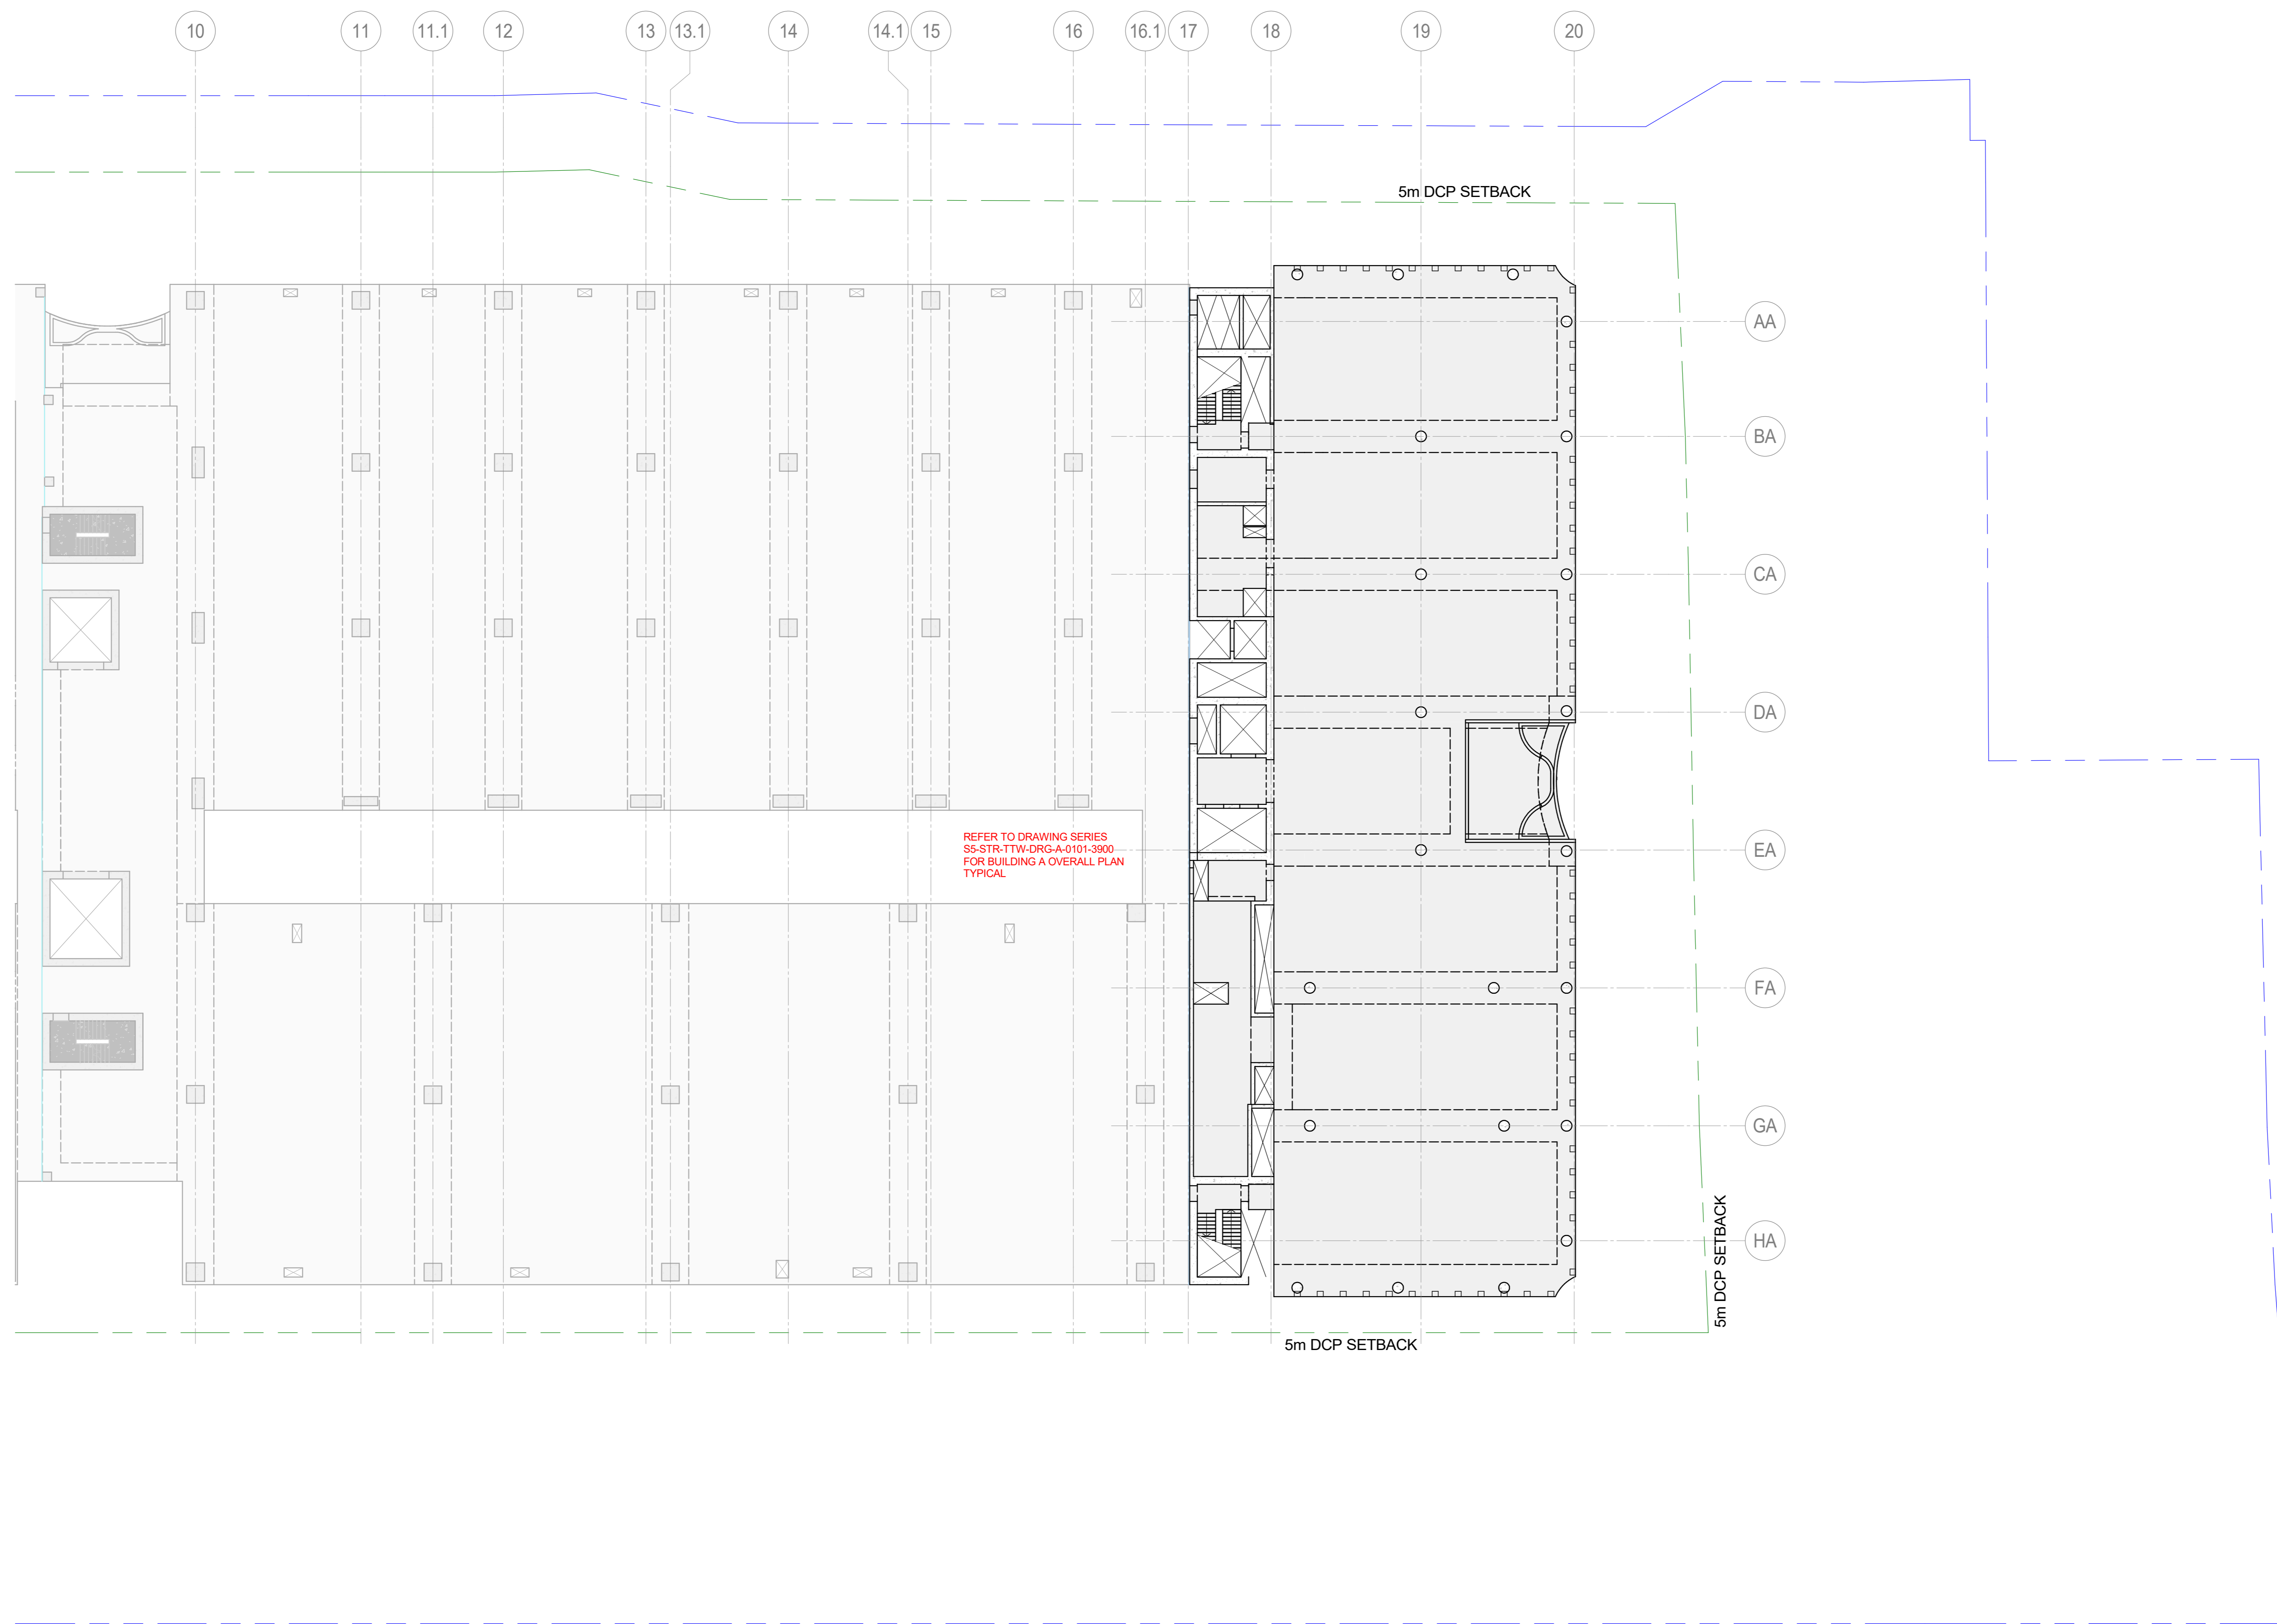 10
11
11.1
12
13
13.1
14
14.1
15
16
16.1
17
18
19
20
5m DCP SETBACK
AA
BA
CA
DA
REFER TO DRAWING SERIES
S5-STR-TTW-DRG-A-0101-3900
FOR BUILDING A OVERALL PLAN
TYPICAL
EA
FA
GA
HA
5m DCP SETBACK
5m DCP SETBACK